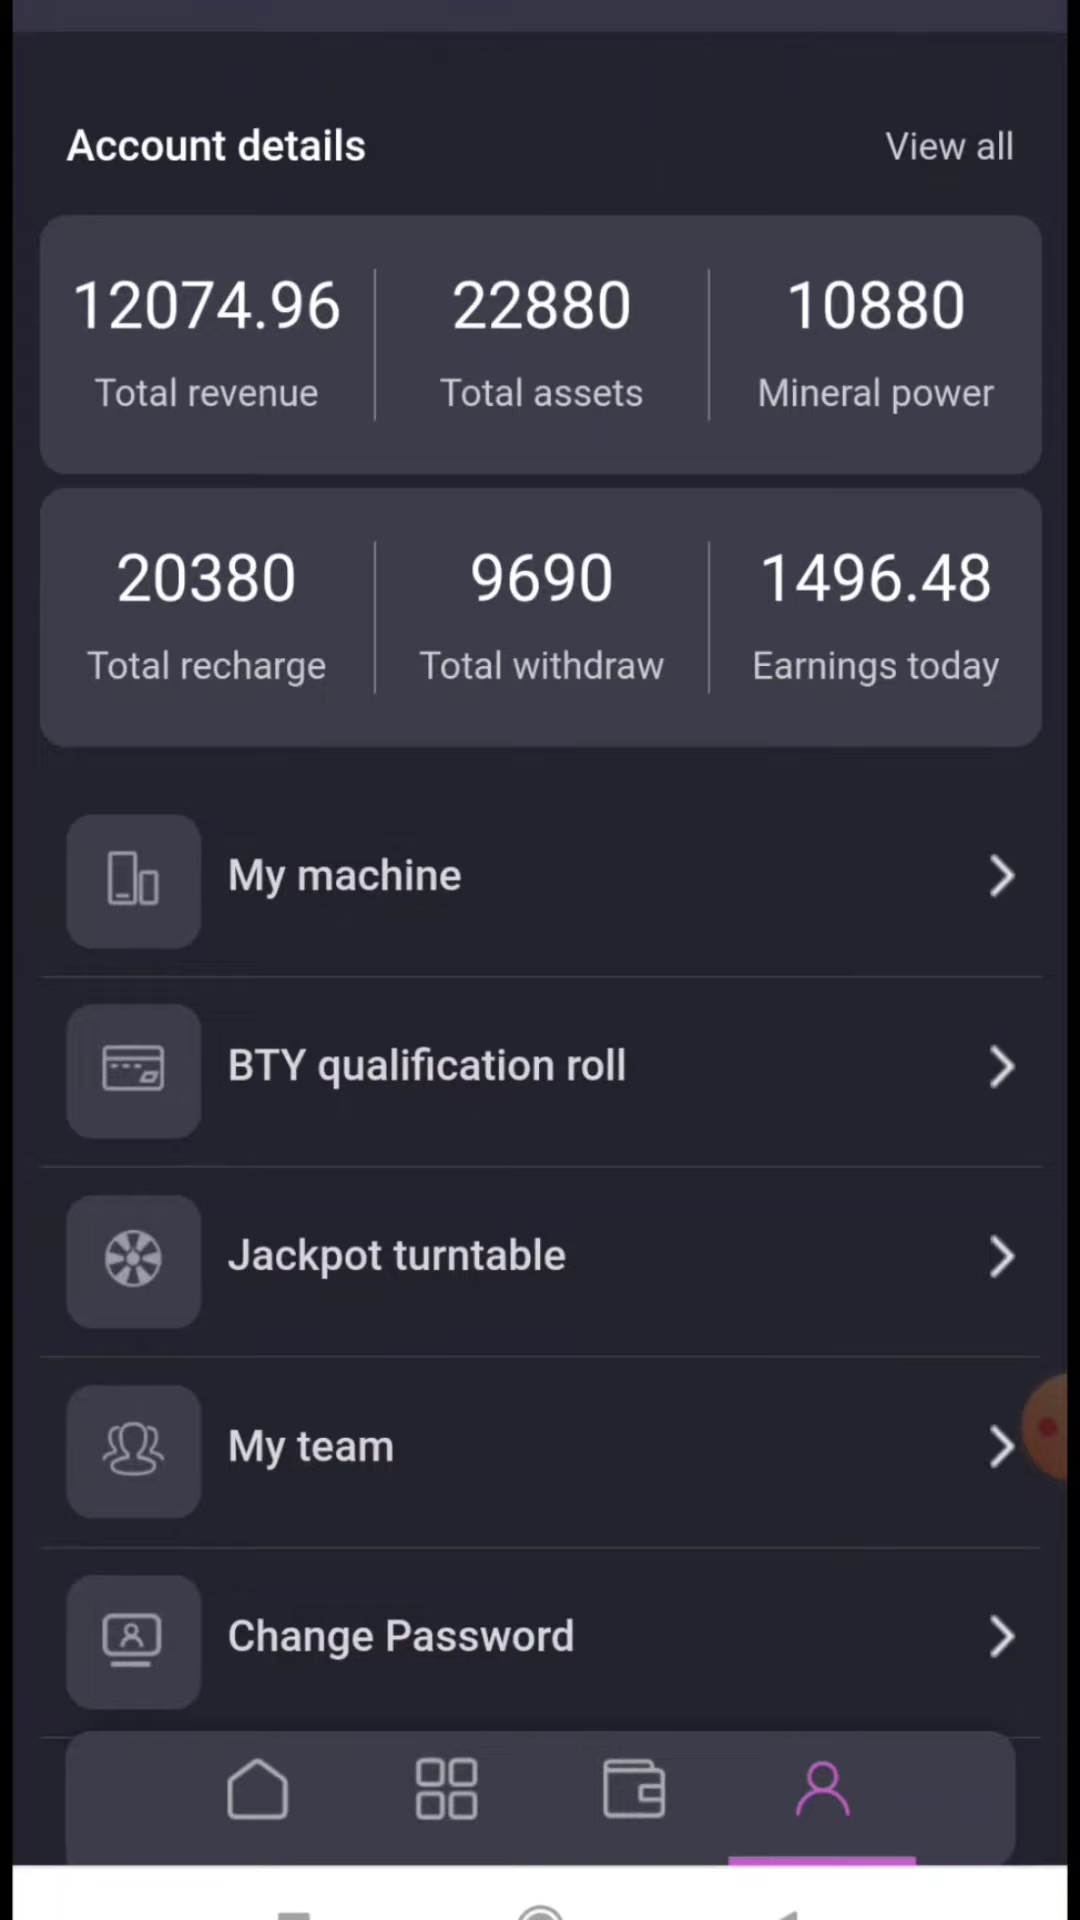 Account details
View all
12074.96
22880
10880
Total revenue
Total assets
Mineral power
20380
9690
1496.48
Total recharge
Total withdraw
Earnings today
My machine
BTY qualification roll
Jackpot turntable
My team
Change Password